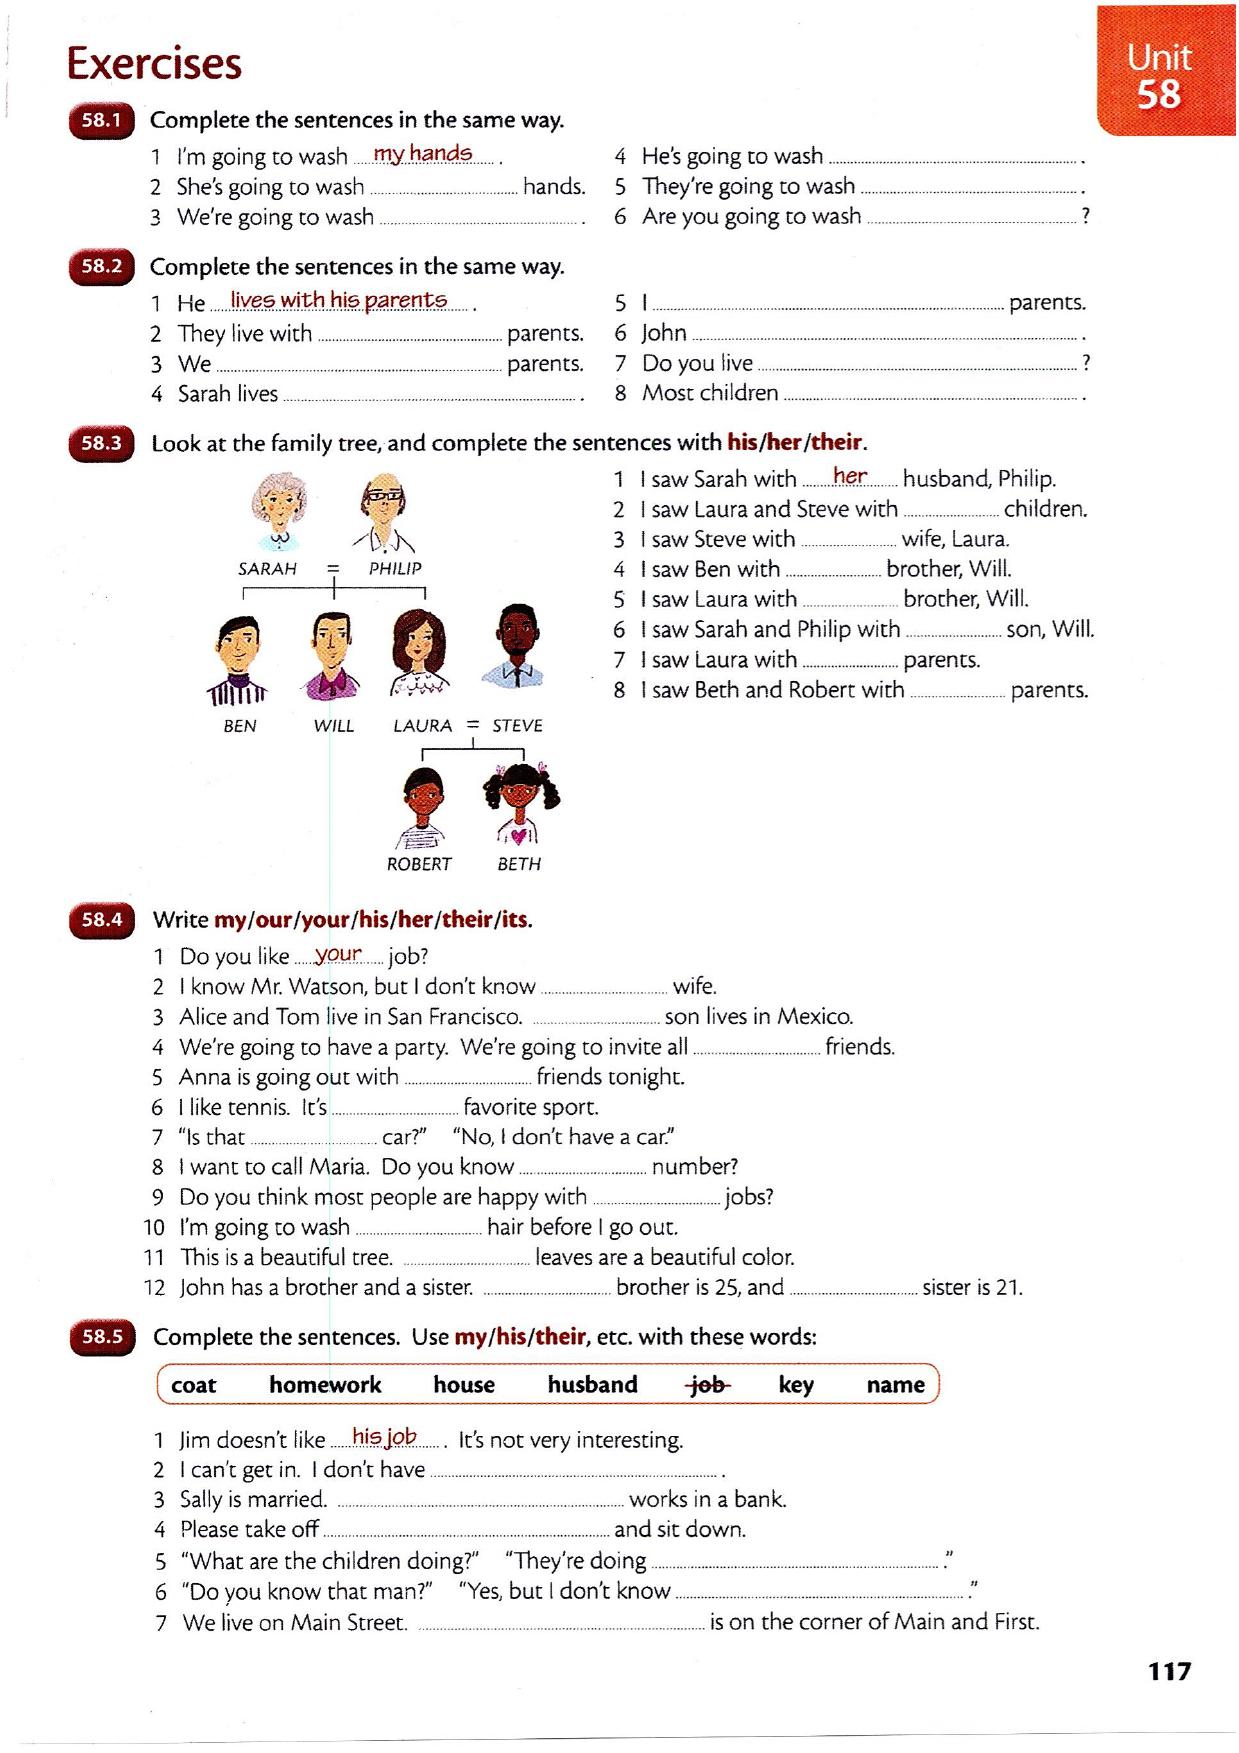 Exercises
Unit
58
58.1 Complete the sentences in the same way.
1 I'm going to wash my hands .
2 She's going to wash hands.
3 We're going to wash .
4 He's going to wash .
5 They're going to wash .
6 Are you going to wash ?
58.2 Complete the sentences in the same way.
1 He lives with his parents .
2 They live with parents.
3 We parents.
4 Sarah lives .
5 I parents.
6 John .
7 Do you live ?
8 Most children .
58.3 Look at the family tree, and complete the sentences with his/her/their.
SARAH = PHILIP
BEN WILL LAURA = STEVE
ROBERT BETH
1 I saw Sarah with her husband, Philip.
2 I saw Laura and Steve with children.
3 I saw Steve with wife, Laura.
4 I saw Ben with brother, Will.
5 I saw Laura with brother, Will.
6 I saw Sarah and Philip with son, Will.
7 I saw Laura with parents.
8 I saw Beth and Robert with parents.
58.4 Write my/our/your/his/her/their/its.
1 Do you like your job?
2 I know Mr. Watson, but I don't know wife.
3 Alice and Tom live in San Francisco. son lives in Mexico.
4 We're going to have a party. We're going to invite all friends.
5 Anna is going out with friends tonight.
6 I like tennis. It's favorite sport.
7 "Is that car?" "No, I don't have a car."
8 I want to call Maria. Do you know number?
9 Do you think most people are happy with jobs?
10 I'm going to wash hair before I go out.
11 This is a beautiful tree. leaves are a beautiful color.
12 John has a brother and a sister. brother is 25, and sister is 21.
58.5 Complete the sentences. Use my/his/their, etc. with these words:
coat homework house husband job key name
1 Jim doesn't like his job . It's not very interesting.
2 I can't get in. I don't have .
3 Sally is married. works in a bank.
4 Please take off and sit down.
5 "What are the children doing?" "They're doing ."
6 "Do you know that man?" "Yes, but I don't know ."
7 We live on Main Street. is on the corner of Main and First.
117